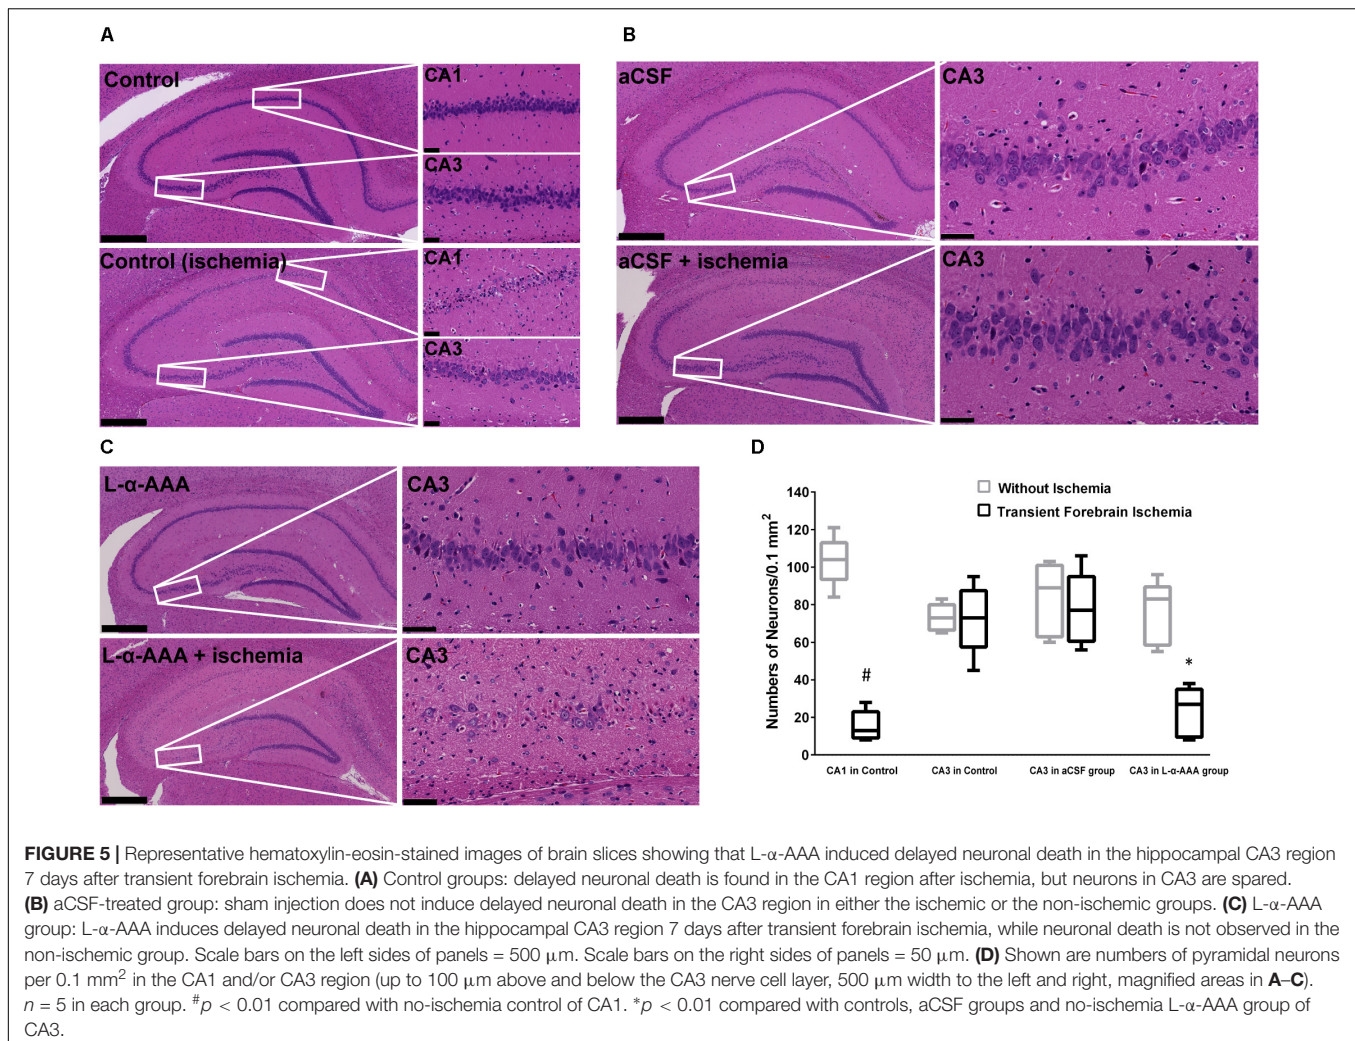 A
Control
CA1
CA3
Control (ischemia)
CA1
CA3
B
aCSF
CA3
aCSF + ischemia
CA3
C
L-α-AAA
CA3
L-α-AAA + ischemia
CA3
D
Without Ischemia
Transient Forebrain Ischemia
Numbers of Neurons/0.1 mm²
140
120
100
80
60
40
20
0
#
*
CA1 in Control
CA3 in Control
CA3 in aCSF group
CA3 in L-α-AAA group
FIGURE 5 | Representative hematoxylin-eosin-stained images of brain slices showing that L-α-AAA induced delayed neuronal death in the hippocampal CA3 region
7 days after transient forebrain ischemia. (A) Control groups: delayed neuronal death is found in the CA1 region after ischemia, but neurons in CA3 are spared.
(B) aCSF-treated group: sham injection does not induce delayed neuronal death in the CA3 region in either the ischemic or the non-ischemic groups. (C) L-α-AAA
group: L-α-AAA induces delayed neuronal death in the hippocampal CA3 region 7 days after transient forebrain ischemia, while neuronal death is not observed in the
non-ischemic group. Scale bars on the left sides of panels = 500 μm. Scale bars on the right sides of panels = 50 μm. (D) Shown are numbers of pyramidal neurons
per 0.1 mm² in the CA1 and/or CA3 region (up to 100 μm above and below the CA3 nerve cell layer, 500 μm width to the left and right, magnified areas in A–C).
n = 5 in each group. #p < 0.01 compared with no-ischemia control of CA1. *p < 0.01 compared with controls, aCSF groups and no-ischemia L-α-AAA group of
CA3.